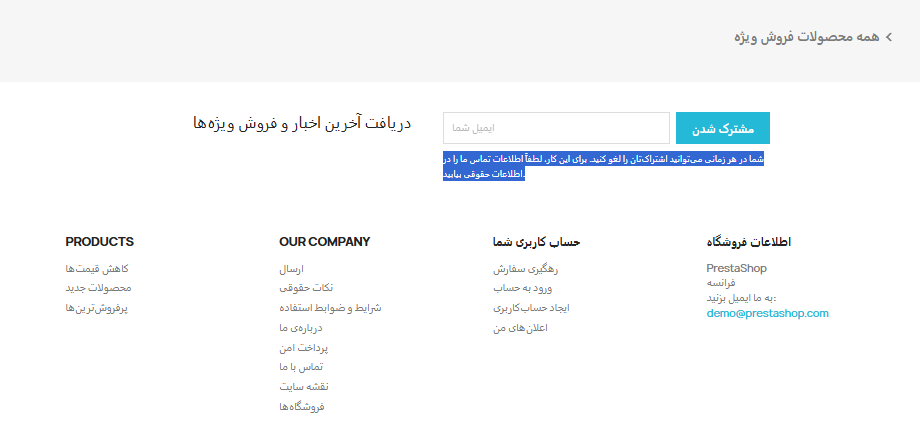 همه محصولات فروش ویژه
دریافت آخرین اخبار و فروش ویژه‌ها
ایمیل شما
مشترک شدن
شما در هر زمانی می‌توانید اشتراک‌تان را لغو کنید. برای این کار، لطفاً اطلاعات تماس ما را در
اطلاعات حقوقی بیابید.
PRODUCTS
کاهش قیمت‌ها
محصولات جدید
پرفروش‌ترین‌ها
OUR COMPANY
ارسال
نکات حقوقی
شرایط و ضوابط استفاده
درباره‌ی ما
پرداخت امن
تماس با ما
نقشه سایت
فروشگاه‌ها
حساب کاربری شما
رهگیری سفارش
ورود به حساب
ایجاد حساب‌کاربری
اعلان‌های من
اطلاعات فروشگاه
PrestaShop
فرانسه
به ما ایمیل بزنید:
demo@prestashop.com